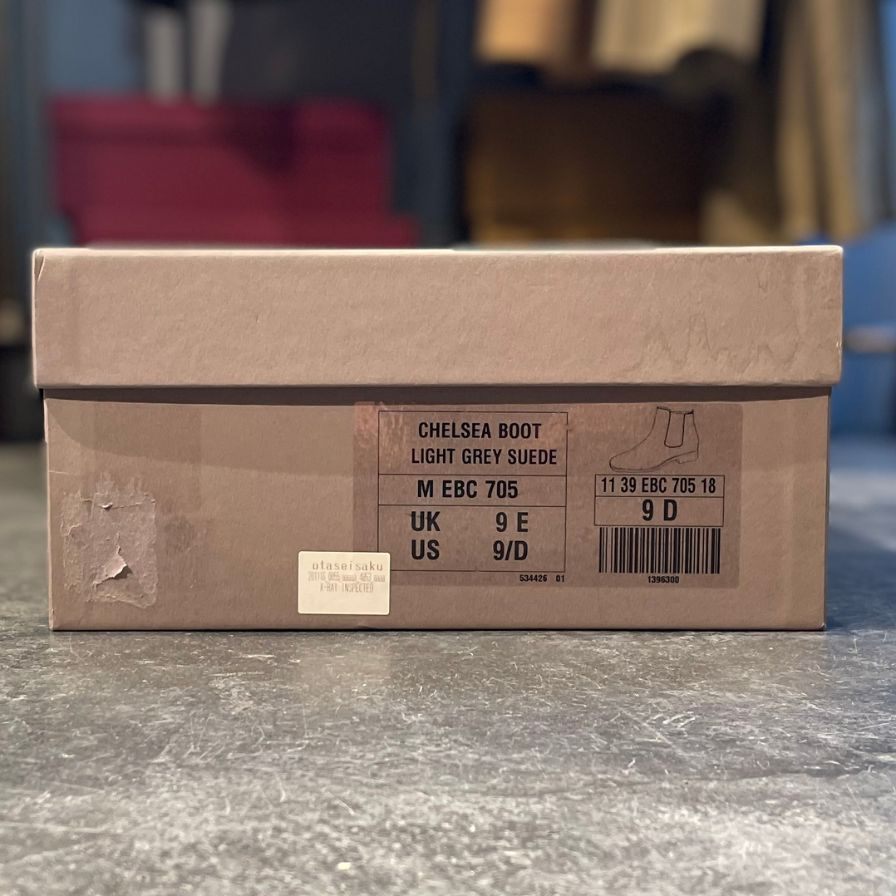 CHELSEA BOOT
LIGHT GREY SUEDE
M EBC 705
UK 9 E
US 9/D
534426 01
11 39 EBC 705 18
9 D
1396300
otaseisaku
X-RAY INSPECTED